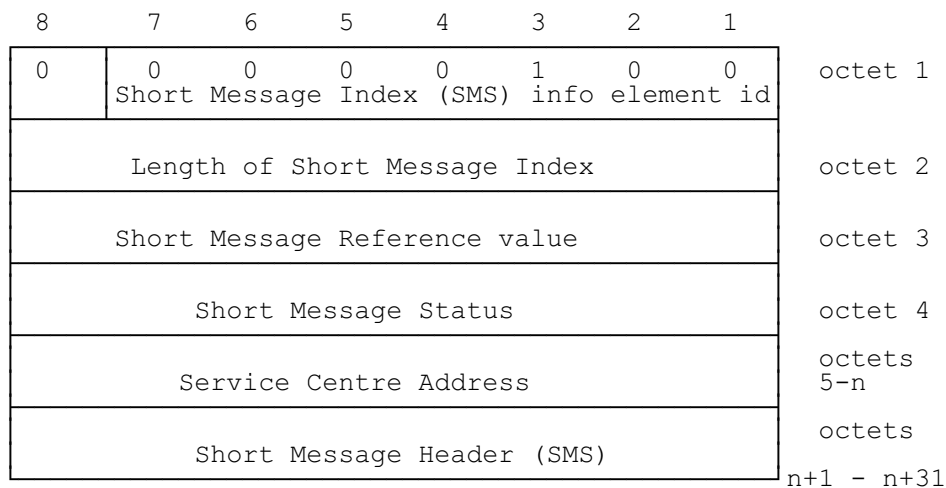 8 7 6 5 4 3 2 1
0 0 0 0 0 1 0 0 octet 1
Short Message Index (SMS) info element id
Length of Short Message Index octet 2
Short Message Reference value octet 3
Short Message Status octet 4
octets
Service Centre Address 5-n
octets
Short Message Header (SMS)
n+1 - n+31